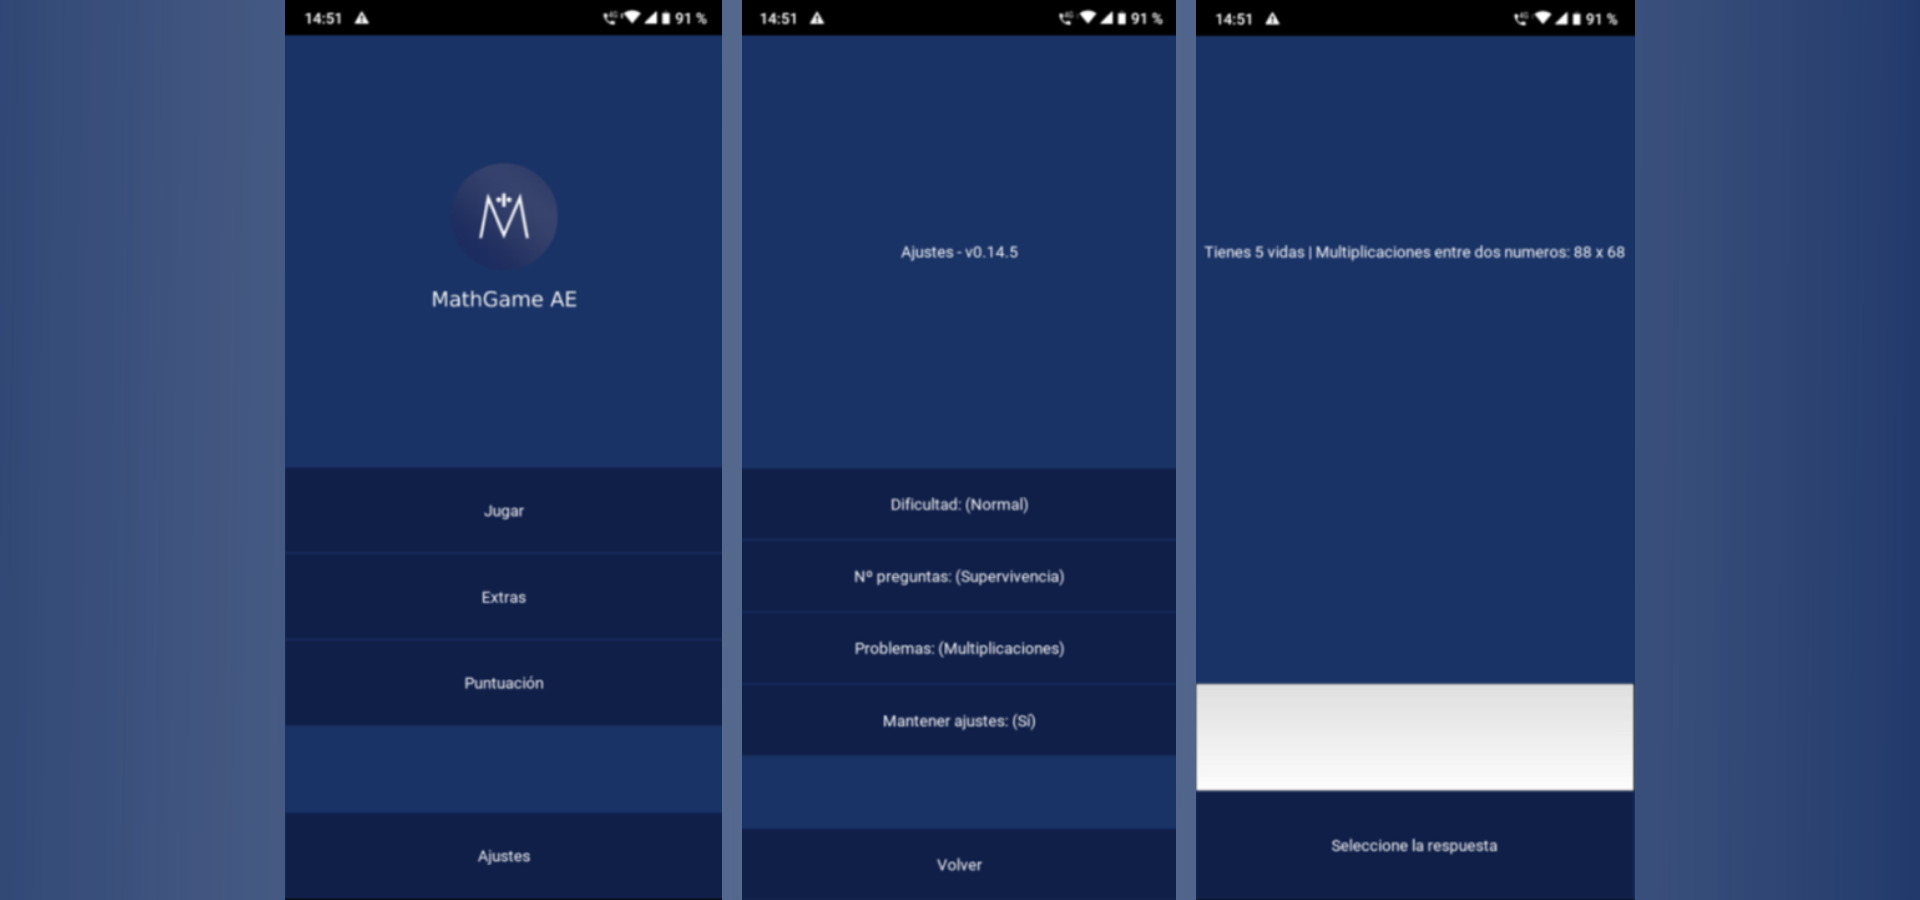 14:51
91 %
M
MathGame AE
Jugar
Extras
Puntuación
Ajustes
14:51
91 %
Ajustes - v0.14.5
Dificultad: (Normal)
Nº preguntas: (Supervivencia)
Problemas: (Multiplicaciones)
Mantener ajustes: (Sí)
Volver
14:51
91 %
Tienes 5 vidas | Multiplicaciones entre dos numeros: 88 x 68
Seleccione la respuesta